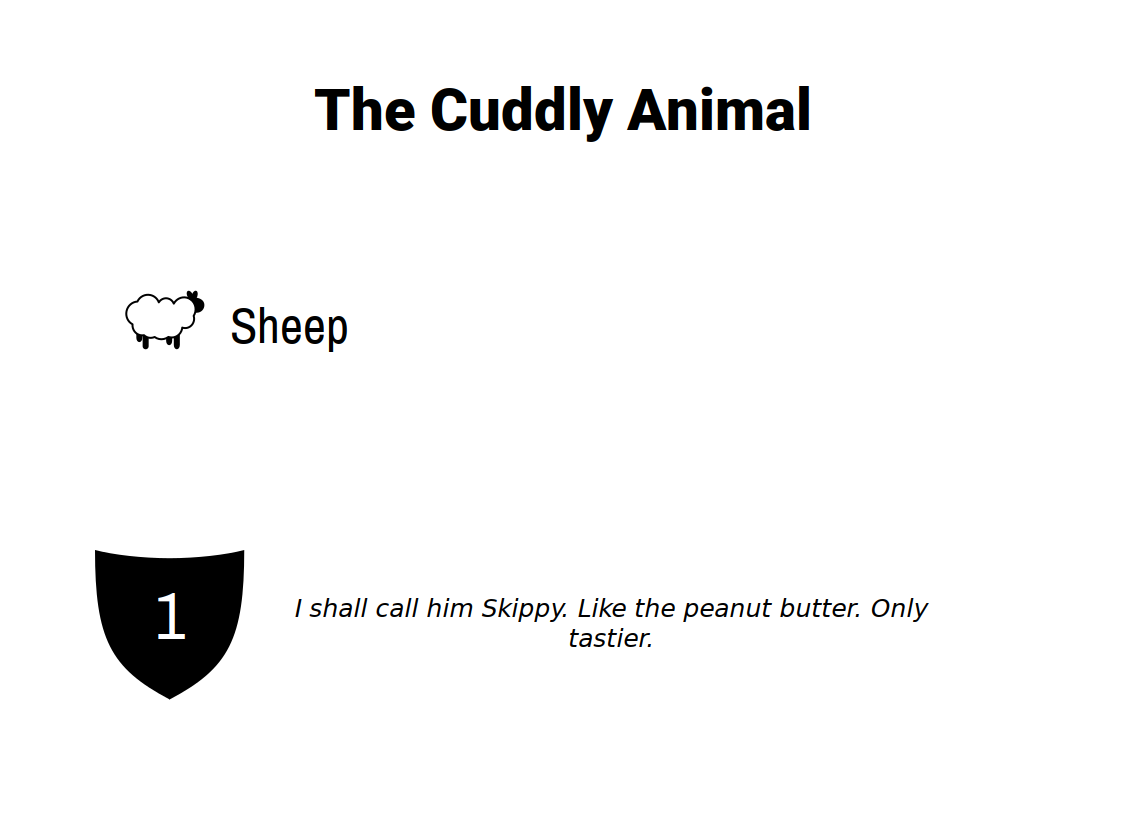 The Cuddly Animal
Sheep
1
I shall call him Skippy. Like the peanut butter. Only
tastier.